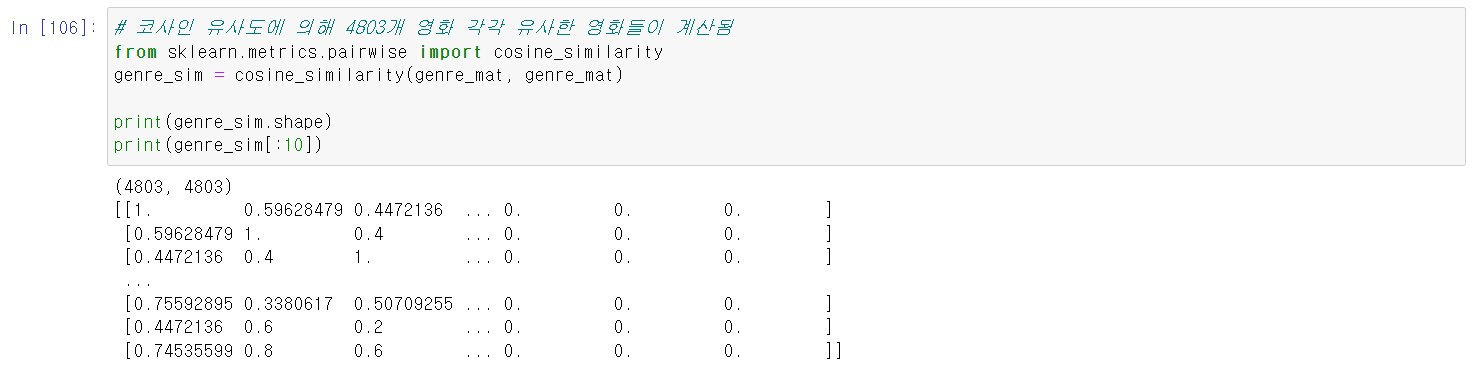 In [106]: # 코사인 유사도에 의해 4803개 영화 각각 유사한 영화들이 계산됨
from sklearn.metrics.pairwise import cosine_similarity
genre_sim = cosine_similarity(genre_mat, genre_mat)
print(genre_sim.shape)
print(genre_sim[:10])
(4803, 4803)
[[1. 0.59628479 0.4472136 ... 0. 0. 0. ]
[0.59628479 1. 0.4 ... 0. 0. 0. ]
[0.4472136 0.4 1. ... 0. 0. 0. ]
...
[0.75592895 0.3380617 0.50709255 ... 0. 0. 0. ]
[0.4472136 0.6 0.2 ... 0. 0. 0. ]
[0.74535599 0.8 0.6 ... 0. 0. 0. ]]